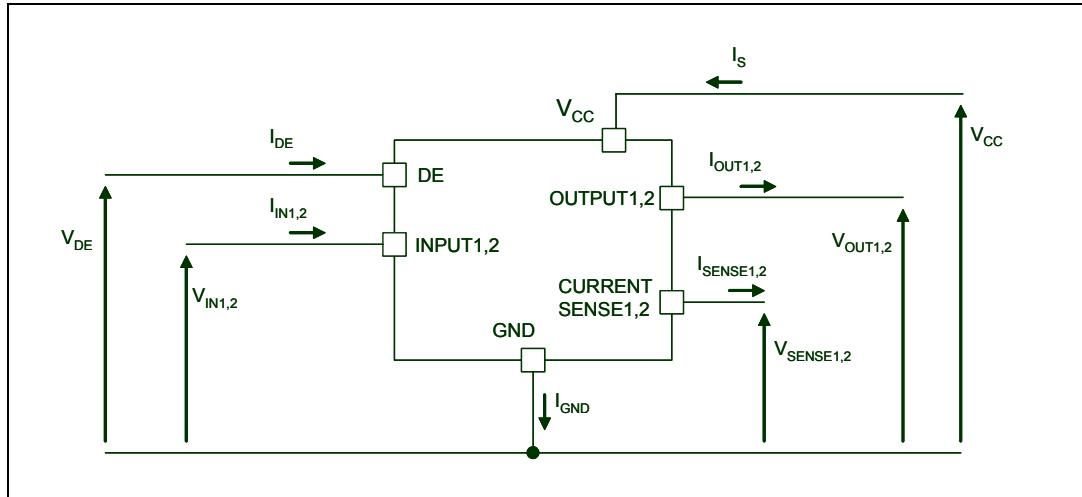 I_S
V_CC
V_CC
I_DE
DE
I_OUT1,2
OUTPUT1,2
I_IN1,2
INPUT1,2
V_DE
V_OUT1,2
I_SENSE1,2
CURRENT
SENSE1,2
V_IN1,2
GND
V_SENSE1,2
I_GND